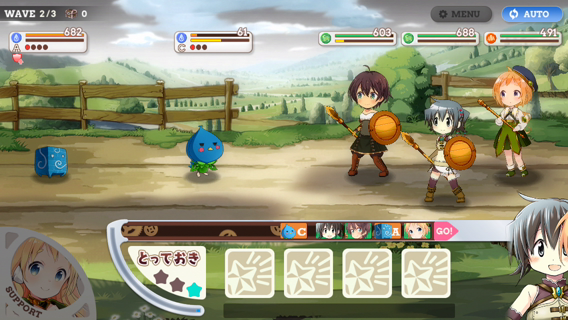 WAVE 2/3 0
MENU
AUTO
682
A
61
C
603
688
491
C
A
GO!
とっておき
SUPPORT